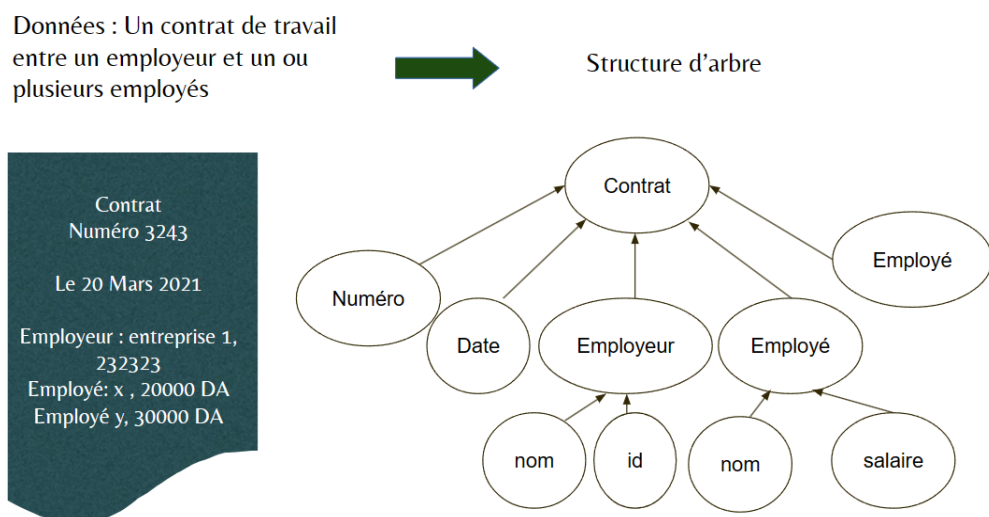 Données : Un contrat de travail
entre un employeur et un ou
plusieurs employés
Structure d'arbre
Contrat
Numéro 3243
Le 20 Mars 2021
Employeur : entreprise 1,
232323
Employé: x , 20000 DA
Employé y, 30000 DA
Contrat
Employé
Numéro
Date
Employeur
Employé
nom
id
nom
salaire